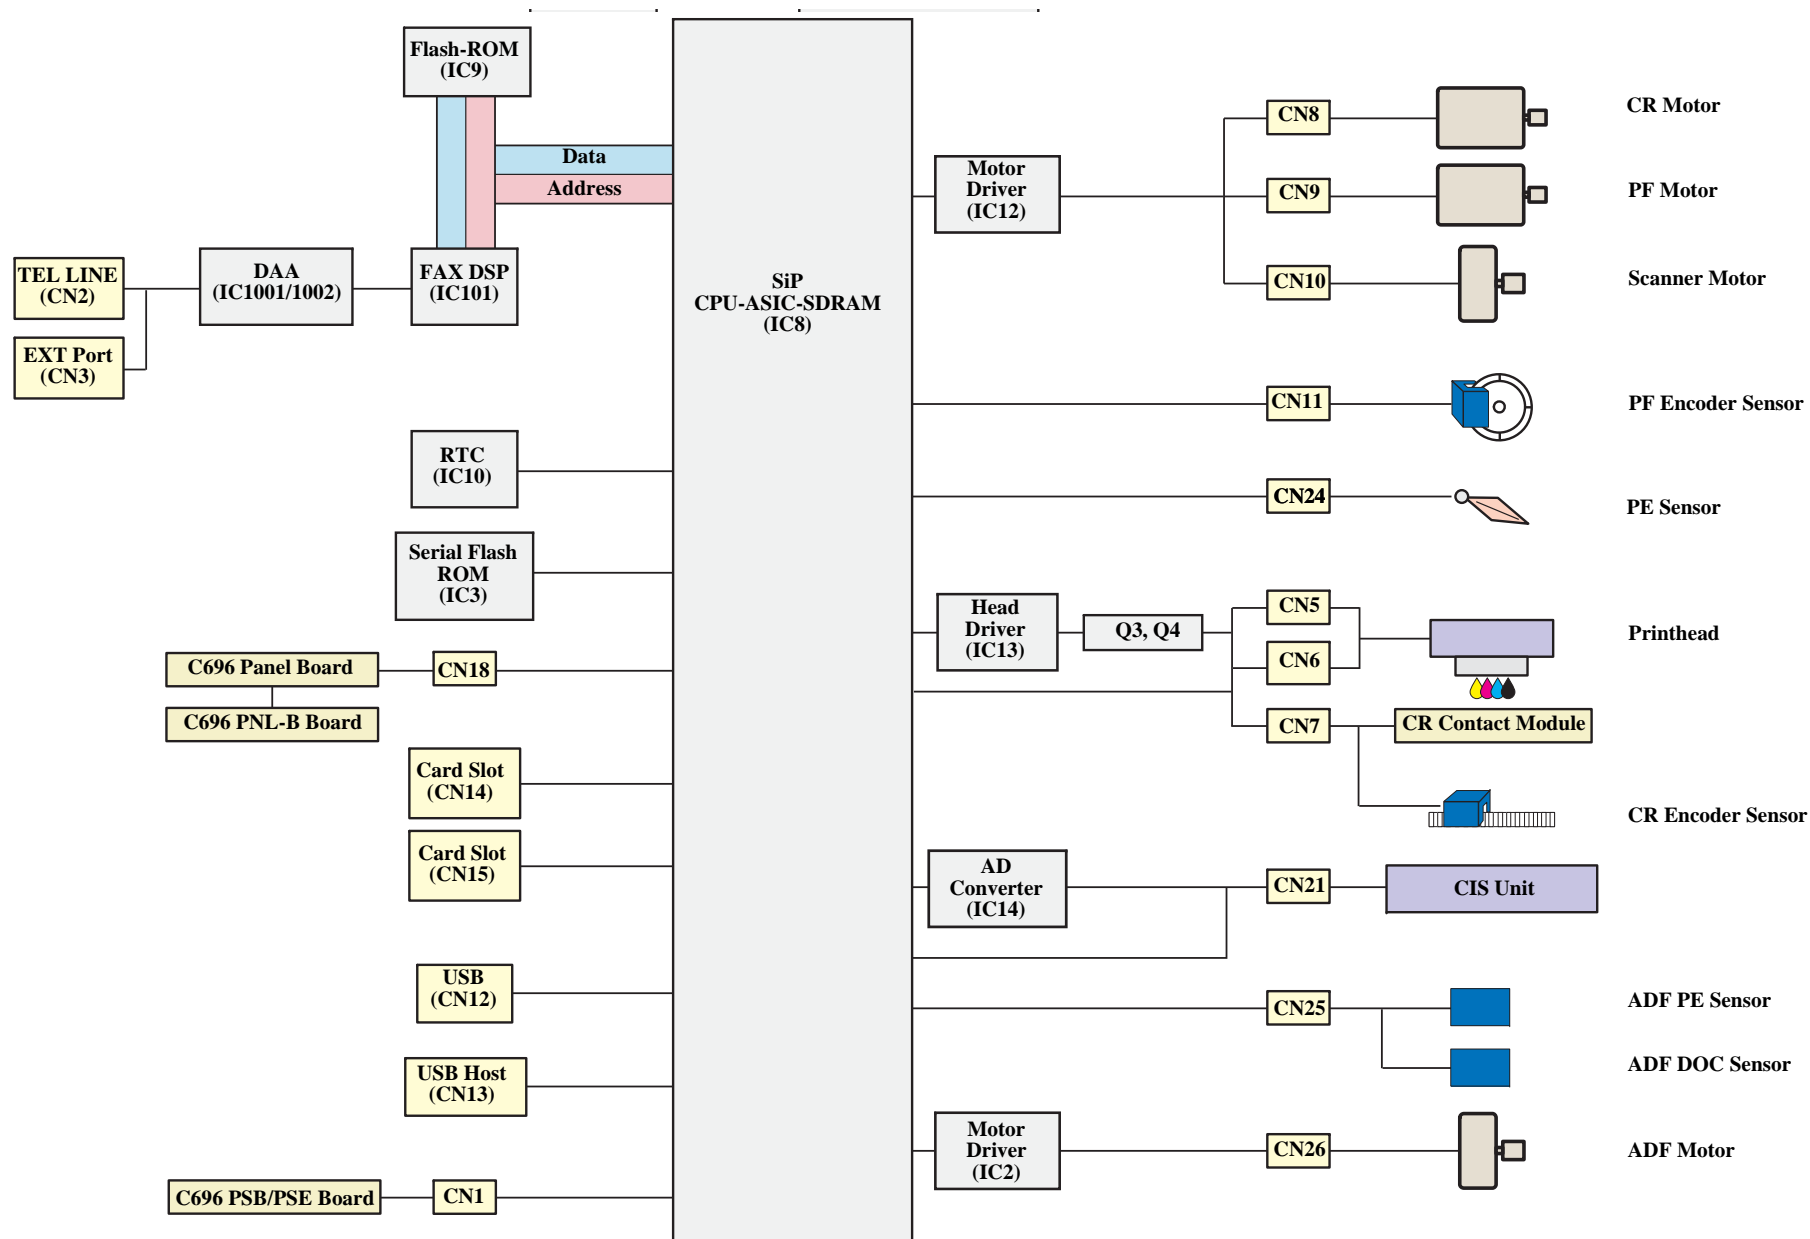 Flash-ROM
(IC9)
Data
Address
TEL LINE
(CN2)
DAA
(IC1001/1002)
FAX DSP
(IC101)
EXT Port
(CN3)
RTC
(IC10)
Serial Flash
ROM
(IC3)
C696 Panel Board
CN18
C696 PNL-B Board
Card Slot
(CN14)
Card Slot
(CN15)
USB
(CN12)
USB Host
(CN13)
C696 PSB/PSE Board
CN1
SiP
CPU-ASIC-SDRAM
(IC8)
Motor
Driver
(IC12)
CN8
CR Motor
CN9
PF Motor
CN10
Scanner Motor
CN11
PF Encoder Sensor
CN24
PE Sensor
Head
Driver
(IC13)
Q3, Q4
CN5
CN6
Printhead
CN7
CR Contact Module
CR Encoder Sensor
AD
Converter
(IC14)
CN21
CIS Unit
CN25
ADF PE Sensor
ADF DOC Sensor
Motor
Driver
(IC2)
CN26
ADF Motor